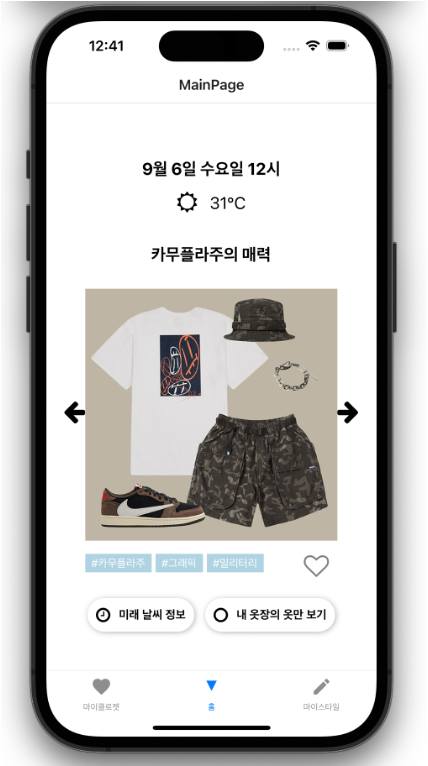 12:41
MainPage
9월 6일 수요일 12시
31°C
카무플라주의 매력
#카무플라주 #그래픽 #밀리터리
미래 날씨 정보 내 옷장의 옷만 보기
마이클로젯 홈 마이스타일